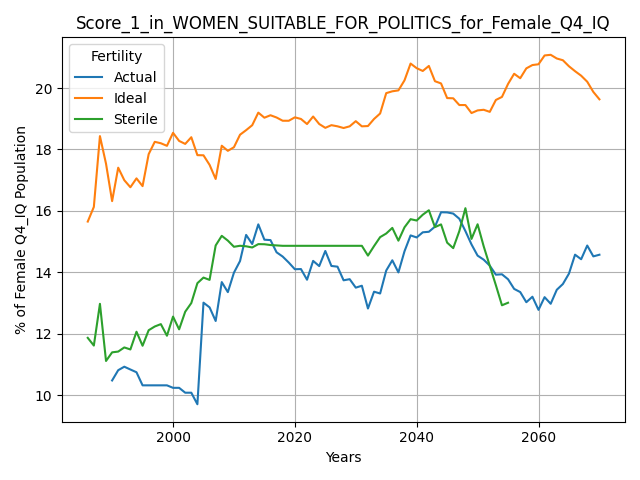 Score_1_in_WOMEN_SUITABLE_FOR_POLITICS_for_Female_Q4_IQ
Fertility
Actual
Ideal
Sterile
% of Female Q4_IQ Population
20
18
16
14
12
10
2000 2020 2040 2060
Years